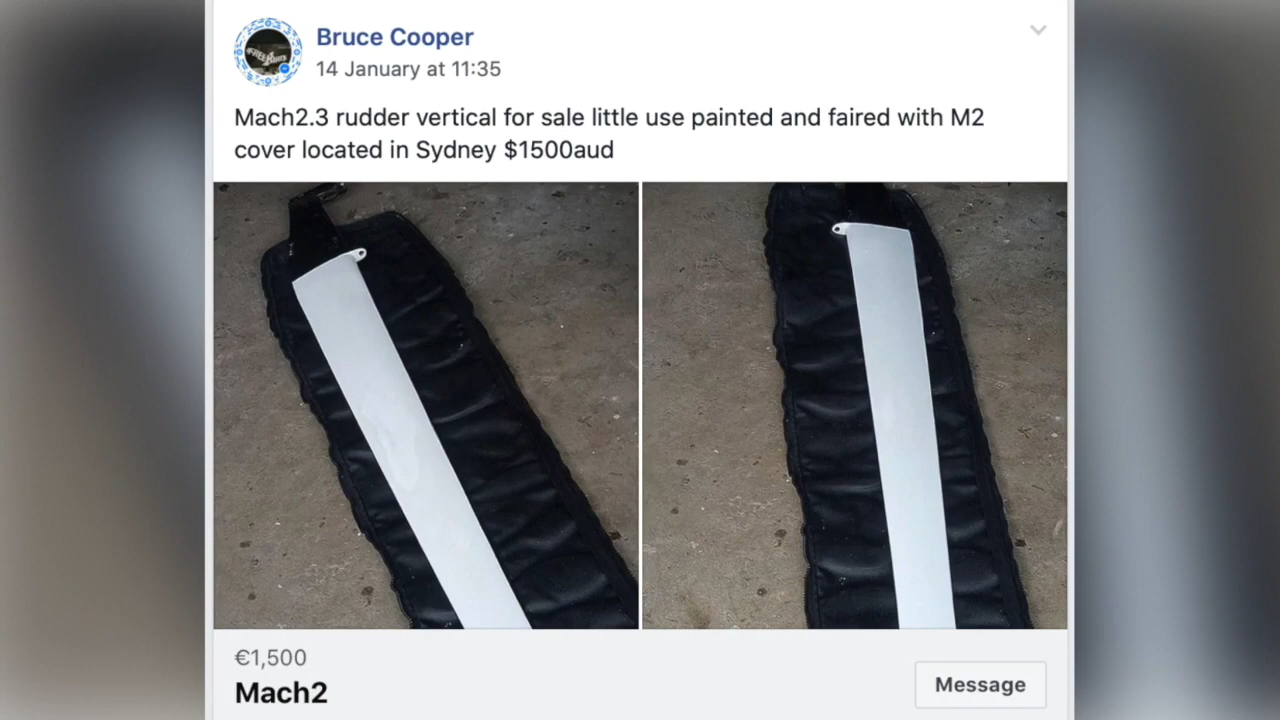 Bruce Cooper
14 January at 11:35
Mach2.3 rudder vertical for sale little use painted and faired with M2
cover located in Sydney $1500aud
€1,500
Mach2
Message